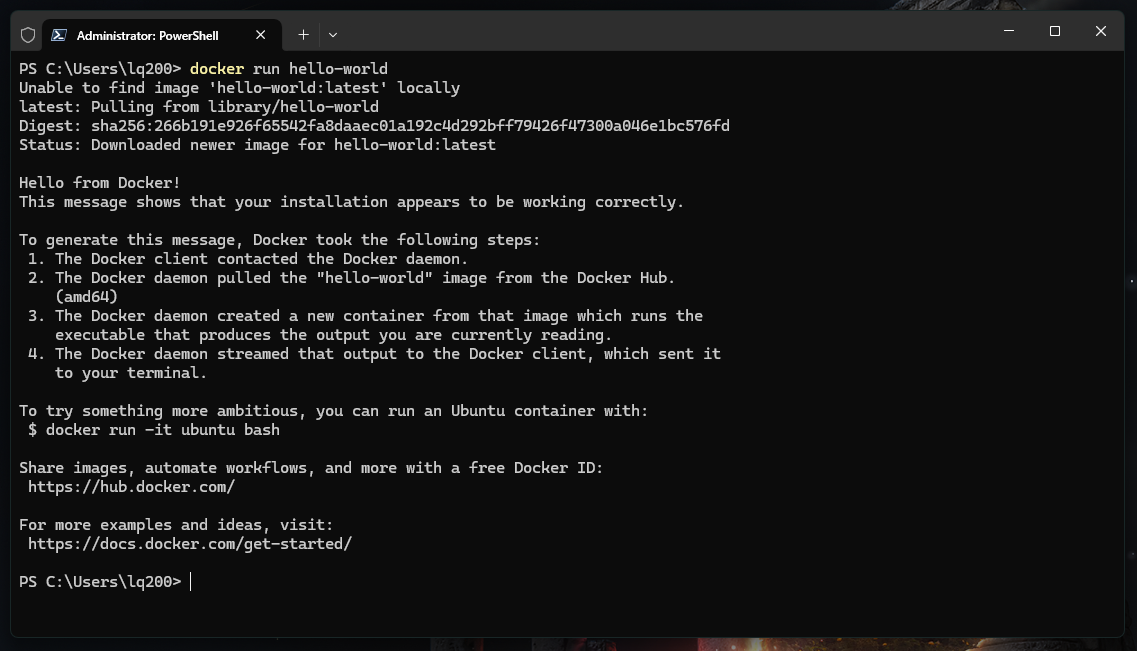 Administrator: PowerShell
PS C:\Users\lq200> docker run hello-world
Unable to find image 'hello-world:latest' locally
latest: Pulling from library/hello-world
Digest: sha256:266b191e926f65542fa8daaec01a192c4d292bff79426f47300a046e1bc576fd
Status: Downloaded newer image for hello-world:latest

Hello from Docker!
This message shows that your installation appears to be working correctly.

To generate this message, Docker took the following steps:
 1. The Docker client contacted the Docker daemon.
 2. The Docker daemon pulled the "hello-world" image from the Docker Hub.
    (amd64)
 3. The Docker daemon created a new container from that image which runs the
    executable that produces the output you are currently reading.
 4. The Docker daemon streamed that output to the Docker client, which sent it
    to your terminal.

To try something more ambitious, you can run an Ubuntu container with:
 $ docker run -it ubuntu bash

Share images, automate workflows, and more with a free Docker ID:
 https://hub.docker.com/

For more examples and ideas, visit:
 https://docs.docker.com/get-started/

PS C:\Users\lq200>